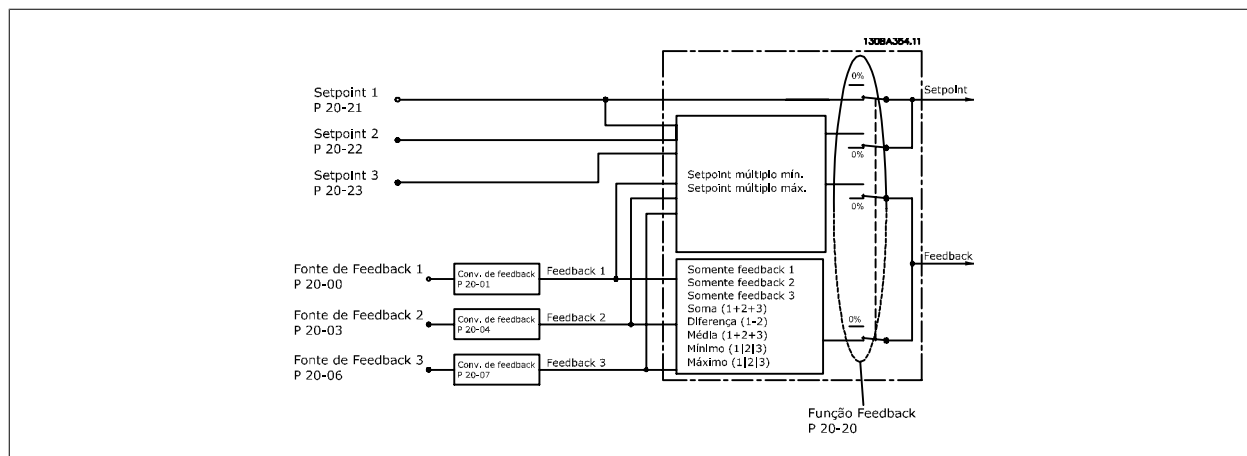 130BA354.11
0%
Setpoint 1
P 20-21
Setpoint
Setpoint 2
P 20-22
0%
Setpoint 3
P 20-23
Setpoint múltiplo mín.
Setpoint múltiplo máx.
0%
Fonte de Feedback 1
P 20-00
Conv. de feedback
P 20-01
Feedback 1
Feedback
Somente feedback 1
Somente feedback 2
Somente feedback 3
Soma (1+2+3)
Diferença (1-2)
Média (1+2+3)
Mínimo (1|2|3)
Máximo (1|2|3)
Fonte de Feedback 2
P 20-03
Conv. de feedback
P 20-04
Feedback 2
0%
Fonte de Feedback 3
P 20-06
Conv. de feedback
P 20-07
Feedback 3
Função Feedback
P 20-20